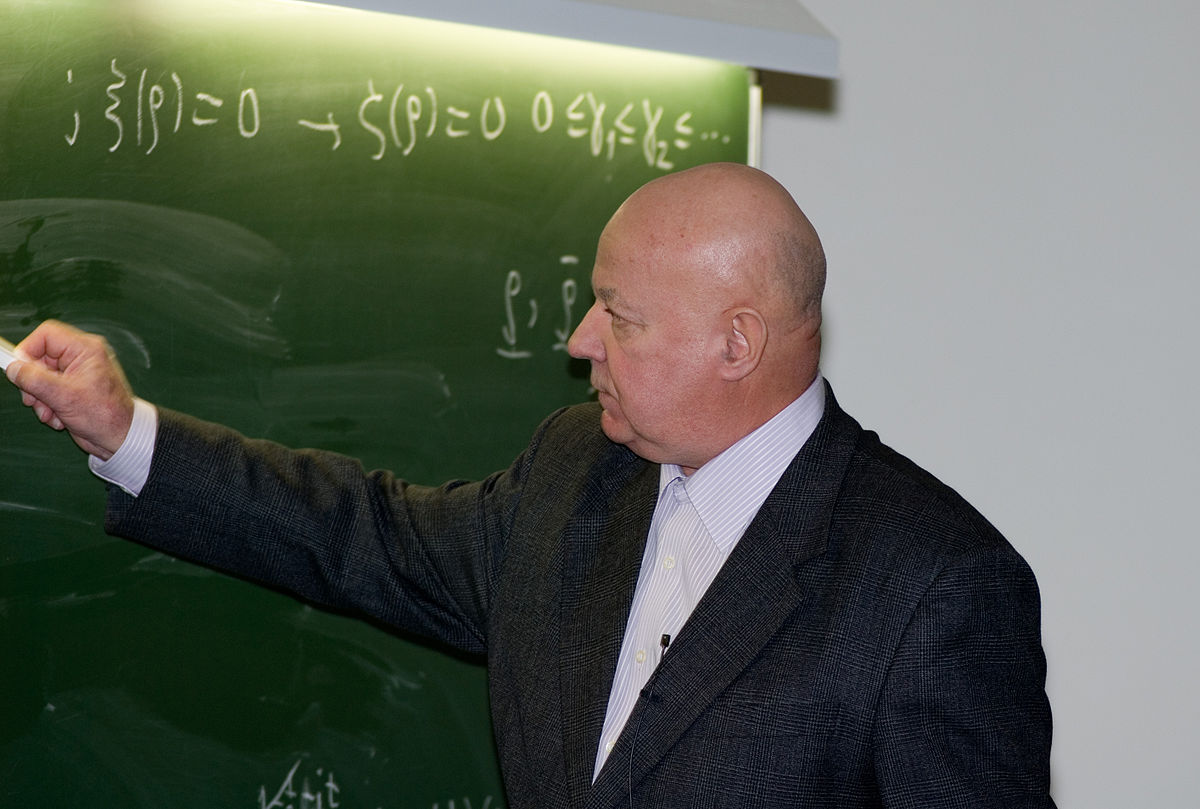 ; ξ(ρ) = 0 → ζ(ρ) = 0 0 ≤ γ₁ ≤ γ₂ ≤ ...
ρ, ρ̄